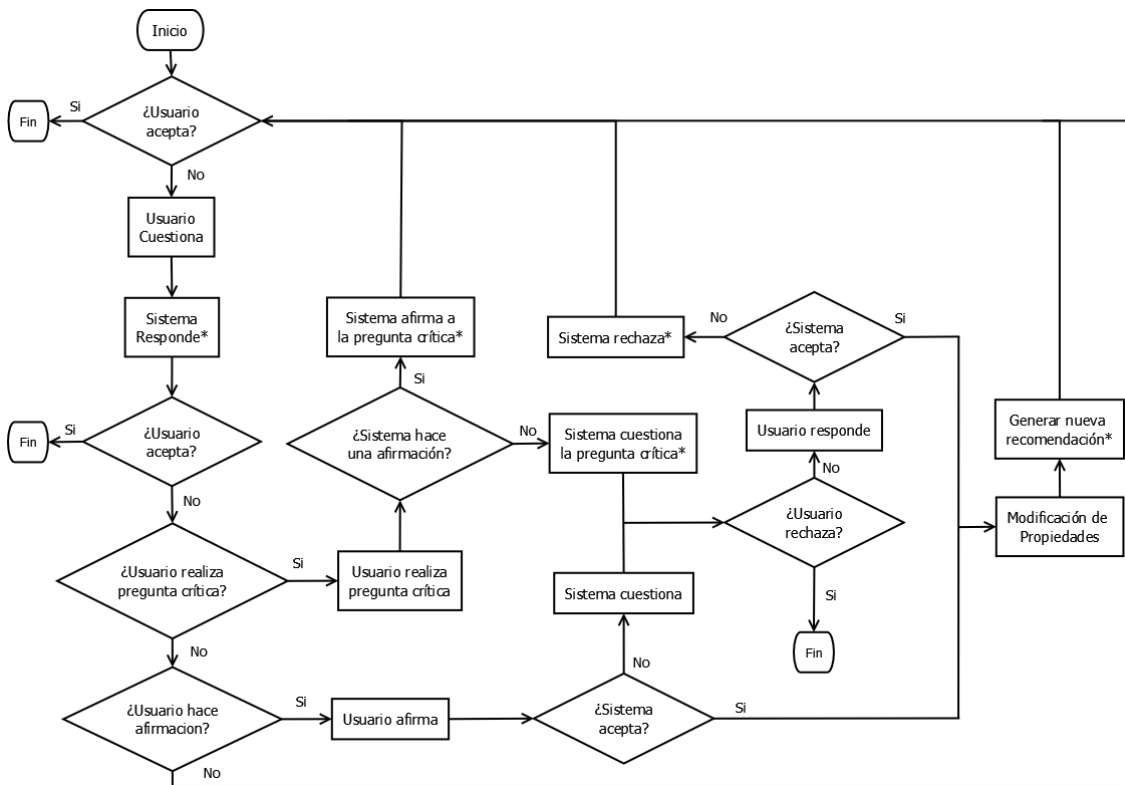 Inicio
Si
Fin
¿Usuario
acepta?
No
Usuario
Cuestiona
Sistema
Responde*
Sistema afirma a
la pregunta crítica*
Sistema rechaza*
No
¿Sistema
acepta?
Si
Si
Si
Fin
¿Usuario
acepta?
¿Sistema hace
una afirmación?
No
Sistema cuestiona
la pregunta crítica*
Usuario responde
Generar nueva
recomendación*
No
No
¿Usuario
rechaza?
Modificación de
Propiedades
¿Usuario realiza
pregunta crítica?
Si
Usuario realiza
pregunta crítica
Sistema cuestiona
Si
Fin
No
No
¿Usuario hace
afirmacion?
Si
Usuario afirma
¿Sistema
acepta?
Si
No